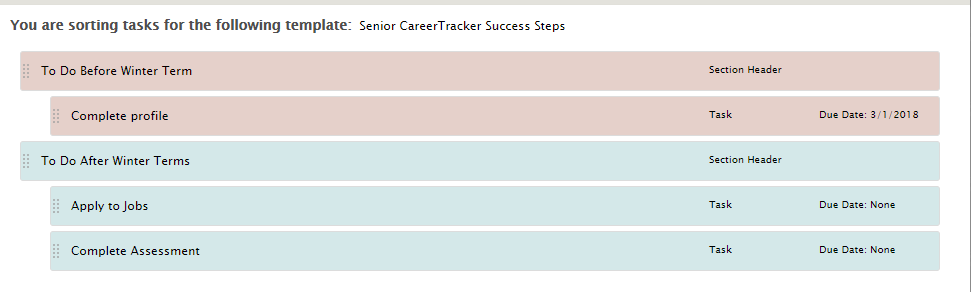 You are sorting tasks for the following template: Senior CareerTracker Success Steps
To Do Before Winter Term Section Header
Complete profile Task Due Date: 3/1/2018
To Do After Winter Terms Section Header
Apply to Jobs Task Due Date: None
Complete Assessment Task Due Date: None